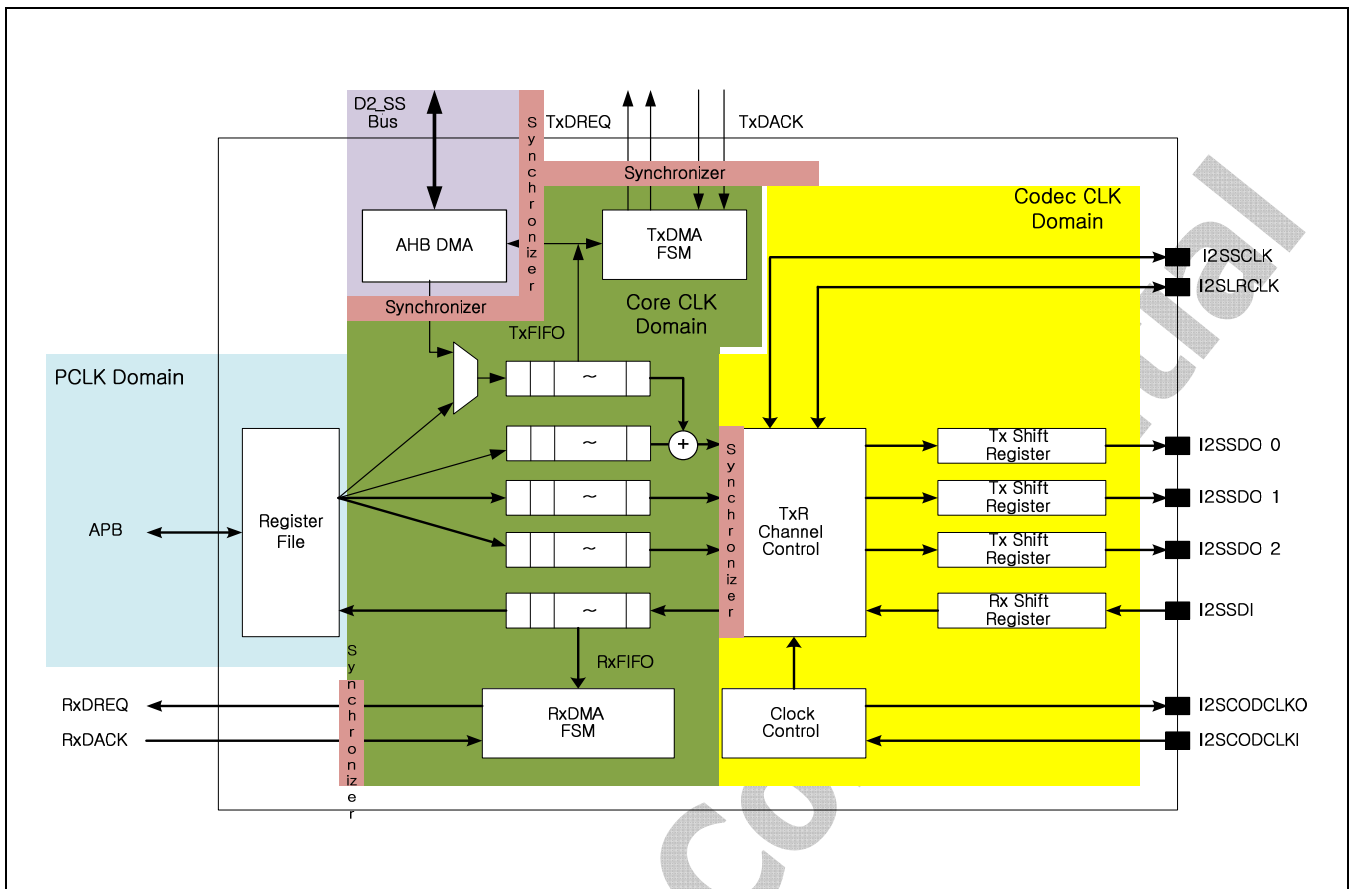 D2_SS
Bus
Synchronizer
TxDREQ
TxDACK
Synchronizer
Codec CLK
Domain
AHB DMA
TxDMA
FSM
I2SSCLK
I2SLRCLK
Synchronizer
Core CLK
Domain
TxFIFO
PCLK Domain
~
~
+
Synchronizer
Tx Shift
Register
I2SSDO 0
~
Tx Shift
Register
I2SSDO 1
APB
Register
File
TxR
Channel
Control
~
Tx Shift
Register
I2SSDO 2
~
Rx Shift
Register
I2SSDI
RxFIFO
Synchronizer
RxDREQ
RxDACK
RxDMA
FSM
Clock
Control
I2SCODCLKO
I2SCODCLKI